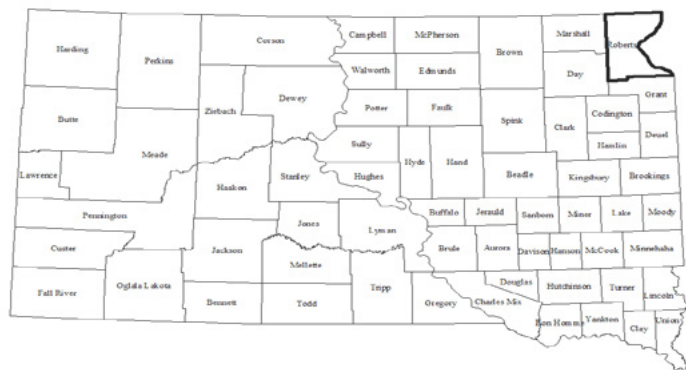 Harding
Perkins
Corson
Campbell
McPherson
Brown
Marshall
Roberts
Walworth
Edmunds
Day
Dewey
Ziebach
Butte
Potter
Faulk
Grant
Codington
Spink
Clark
Deuel
Sully
Hamlin
Meade
Hyde
Hand
Lawrence
Stanley
Hughes
Beadle
Kingsbury
Brookings
Haakon
Pennington
Buffalo
Jerauld
Sanborn
Miner
Lake
Moody
Jones
Lyman
Custer
Jackson
Brule
Aurora
Davison
Hanson
McCook
Minnehaha
Mellette
Fall River
Oglala Lakota
Tripp
Douglas
Hutchinson
Turner
Lincoln
Bennett
Todd
Gregory
Charles Mix
Bon Homme
Yankton
Clay
Union